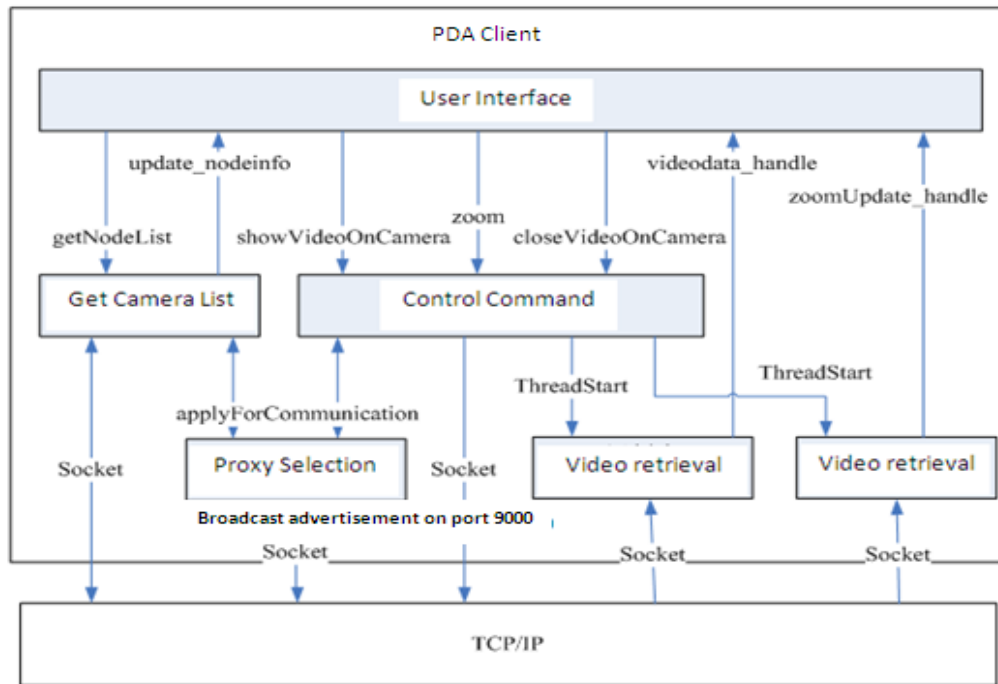 PDA Client
User Interface
update_nodeinfo
videodata_handle
zoomUpdate_handle
zoom
getNodeList
showVideoOnCamera
closeVideoOnCamera
Get Camera List
Control Command
ThreadStart
ThreadStart
applyForCommunication
Socket
Proxy Selection
Socket
Video retrieval
Video retrieval
Broadcast advertisement on port 9000
Socket
Socket
Socket
TCP/IP